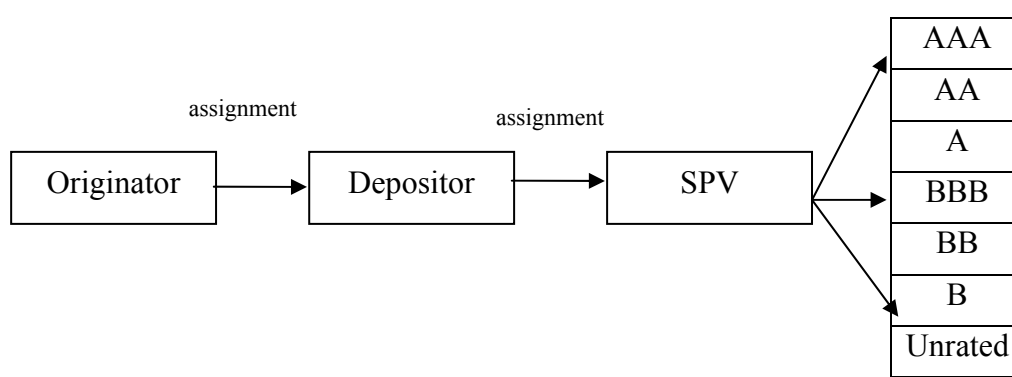 assignment
assignment
Originator
Depositor
SPV
AAA
AA
A
BBB
BB
B
Unrated